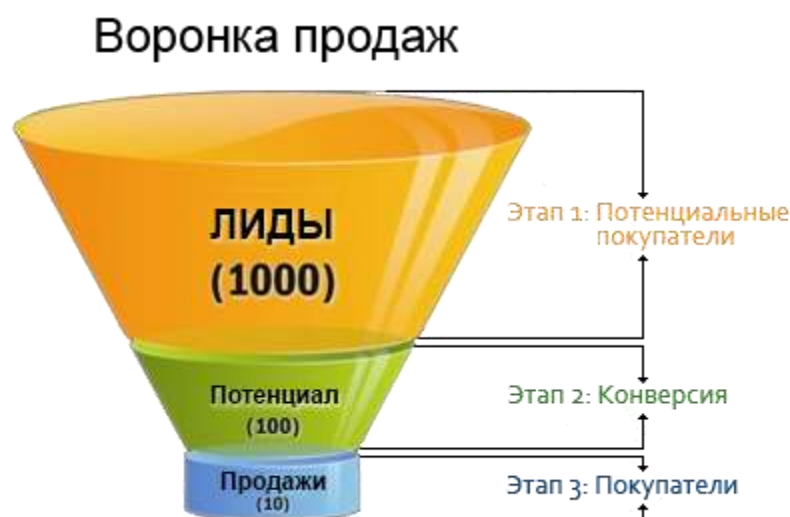 Воронка продаж
ЛИДЫ
(1000)
Этап 1: Потенциальные
покупатели
Потенциал
(100)
Этап 2: Конверсия
Продажи
(10)
Этап 3: Покупатели